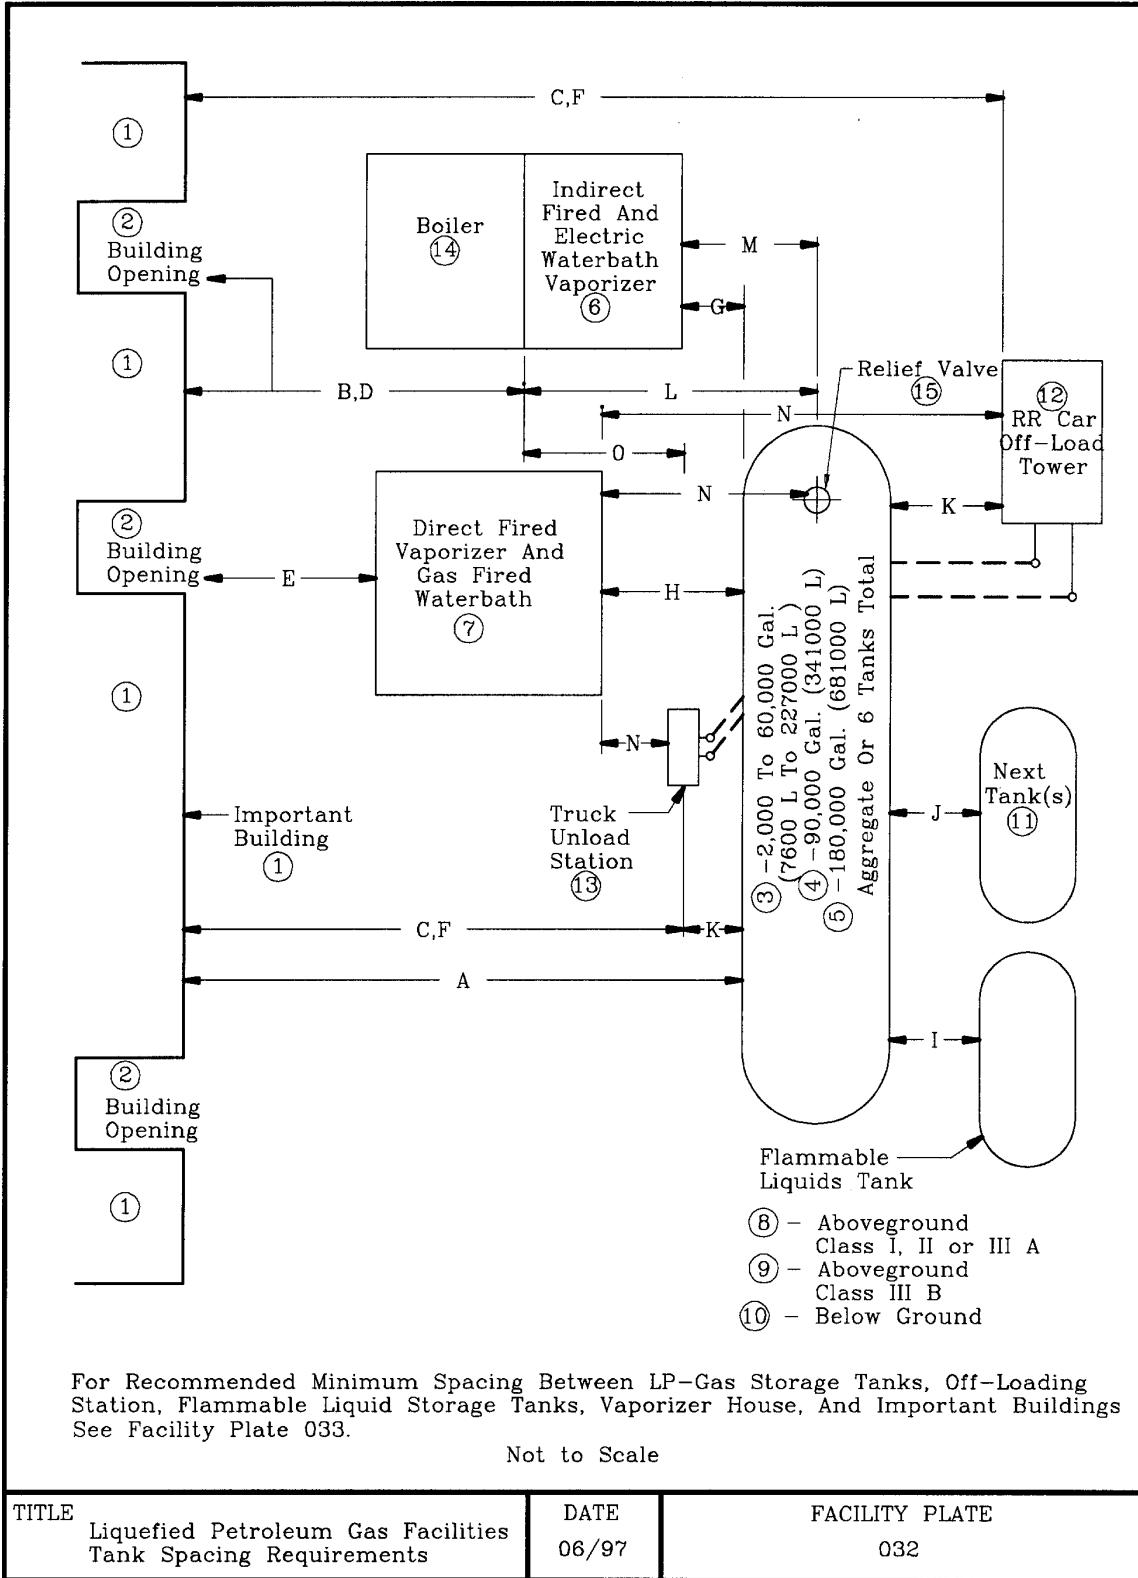 C,F
1
2
Building
Opening
Boiler
14
Indirect
Fired And
Electric
Waterbath
Vaporizer
6
M
G
1
B,D
L
Relief Valve
15
N
12
RR Car
Off-Load
Tower
O
2
Building
Opening
E
Direct Fired
Vaporizer And
Gas Fired
Waterbath
7
N
K
H
3 -2,000 To 60,000 Gal.
(7600 L To 227000 L )
4 -90,000 Gal. (341000 L)
5 -180,000 Gal. (681000 L)
Aggregate Or 6 Tanks Total
1
N
Important
Building
1
Truck
Unload
Station
13
J
Next
Tank(s)
11
C,F
K
A
I
2
Building
Opening
1
Flammable
Liquids Tank
8 - Aboveground
Class I, II or III A
9 - Aboveground
Class III B
10 - Below Ground
For Recommended Minimum Spacing Between LP-Gas Storage Tanks, Off-Loading
Station, Flammable Liquid Storage Tanks, Vaporizer House, And Important Buildings
See Facility Plate 033.
Not to Scale
TITLE
Liquefied Petroleum Gas Facilities
Tank Spacing Requirements
DATE
06/97
FACILITY PLATE
032